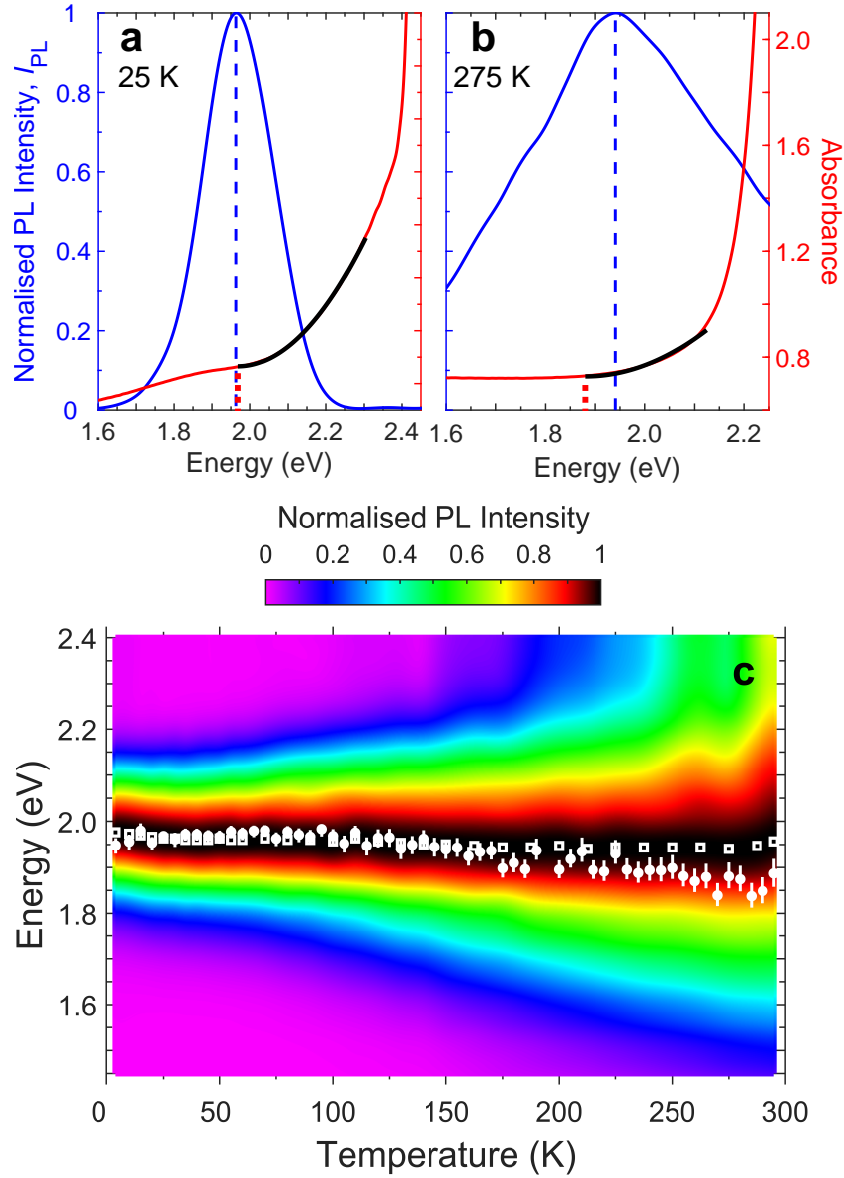 a
25 K
b
275 K
Normalised PL Intensity, I_PL
1
0.8
0.6
0.4
0.2
0
2.1
1.6
1.2
0.8
Absorbance
1.6 1.8 2.0 2.2 2.4
Energy (eV)
1.6 1.8 2.0 2.2
Energy (eV)
Normalised PL Intensity
0 0.2 0.4 0.6 0.8 1
c
Energy (eV)
2.4
2.2
2.0
1.8
1.6
0 50 100 150 200 250 300
Temperature (K)